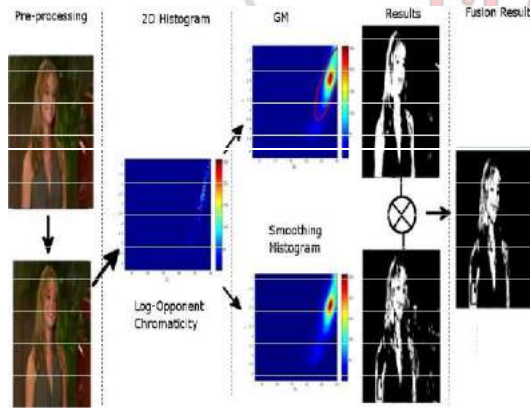 Pre-processing
2D Histogram
GM
Results
Fusion Result
Smoothing
Histogram
Log-Opponent
Chromaticity